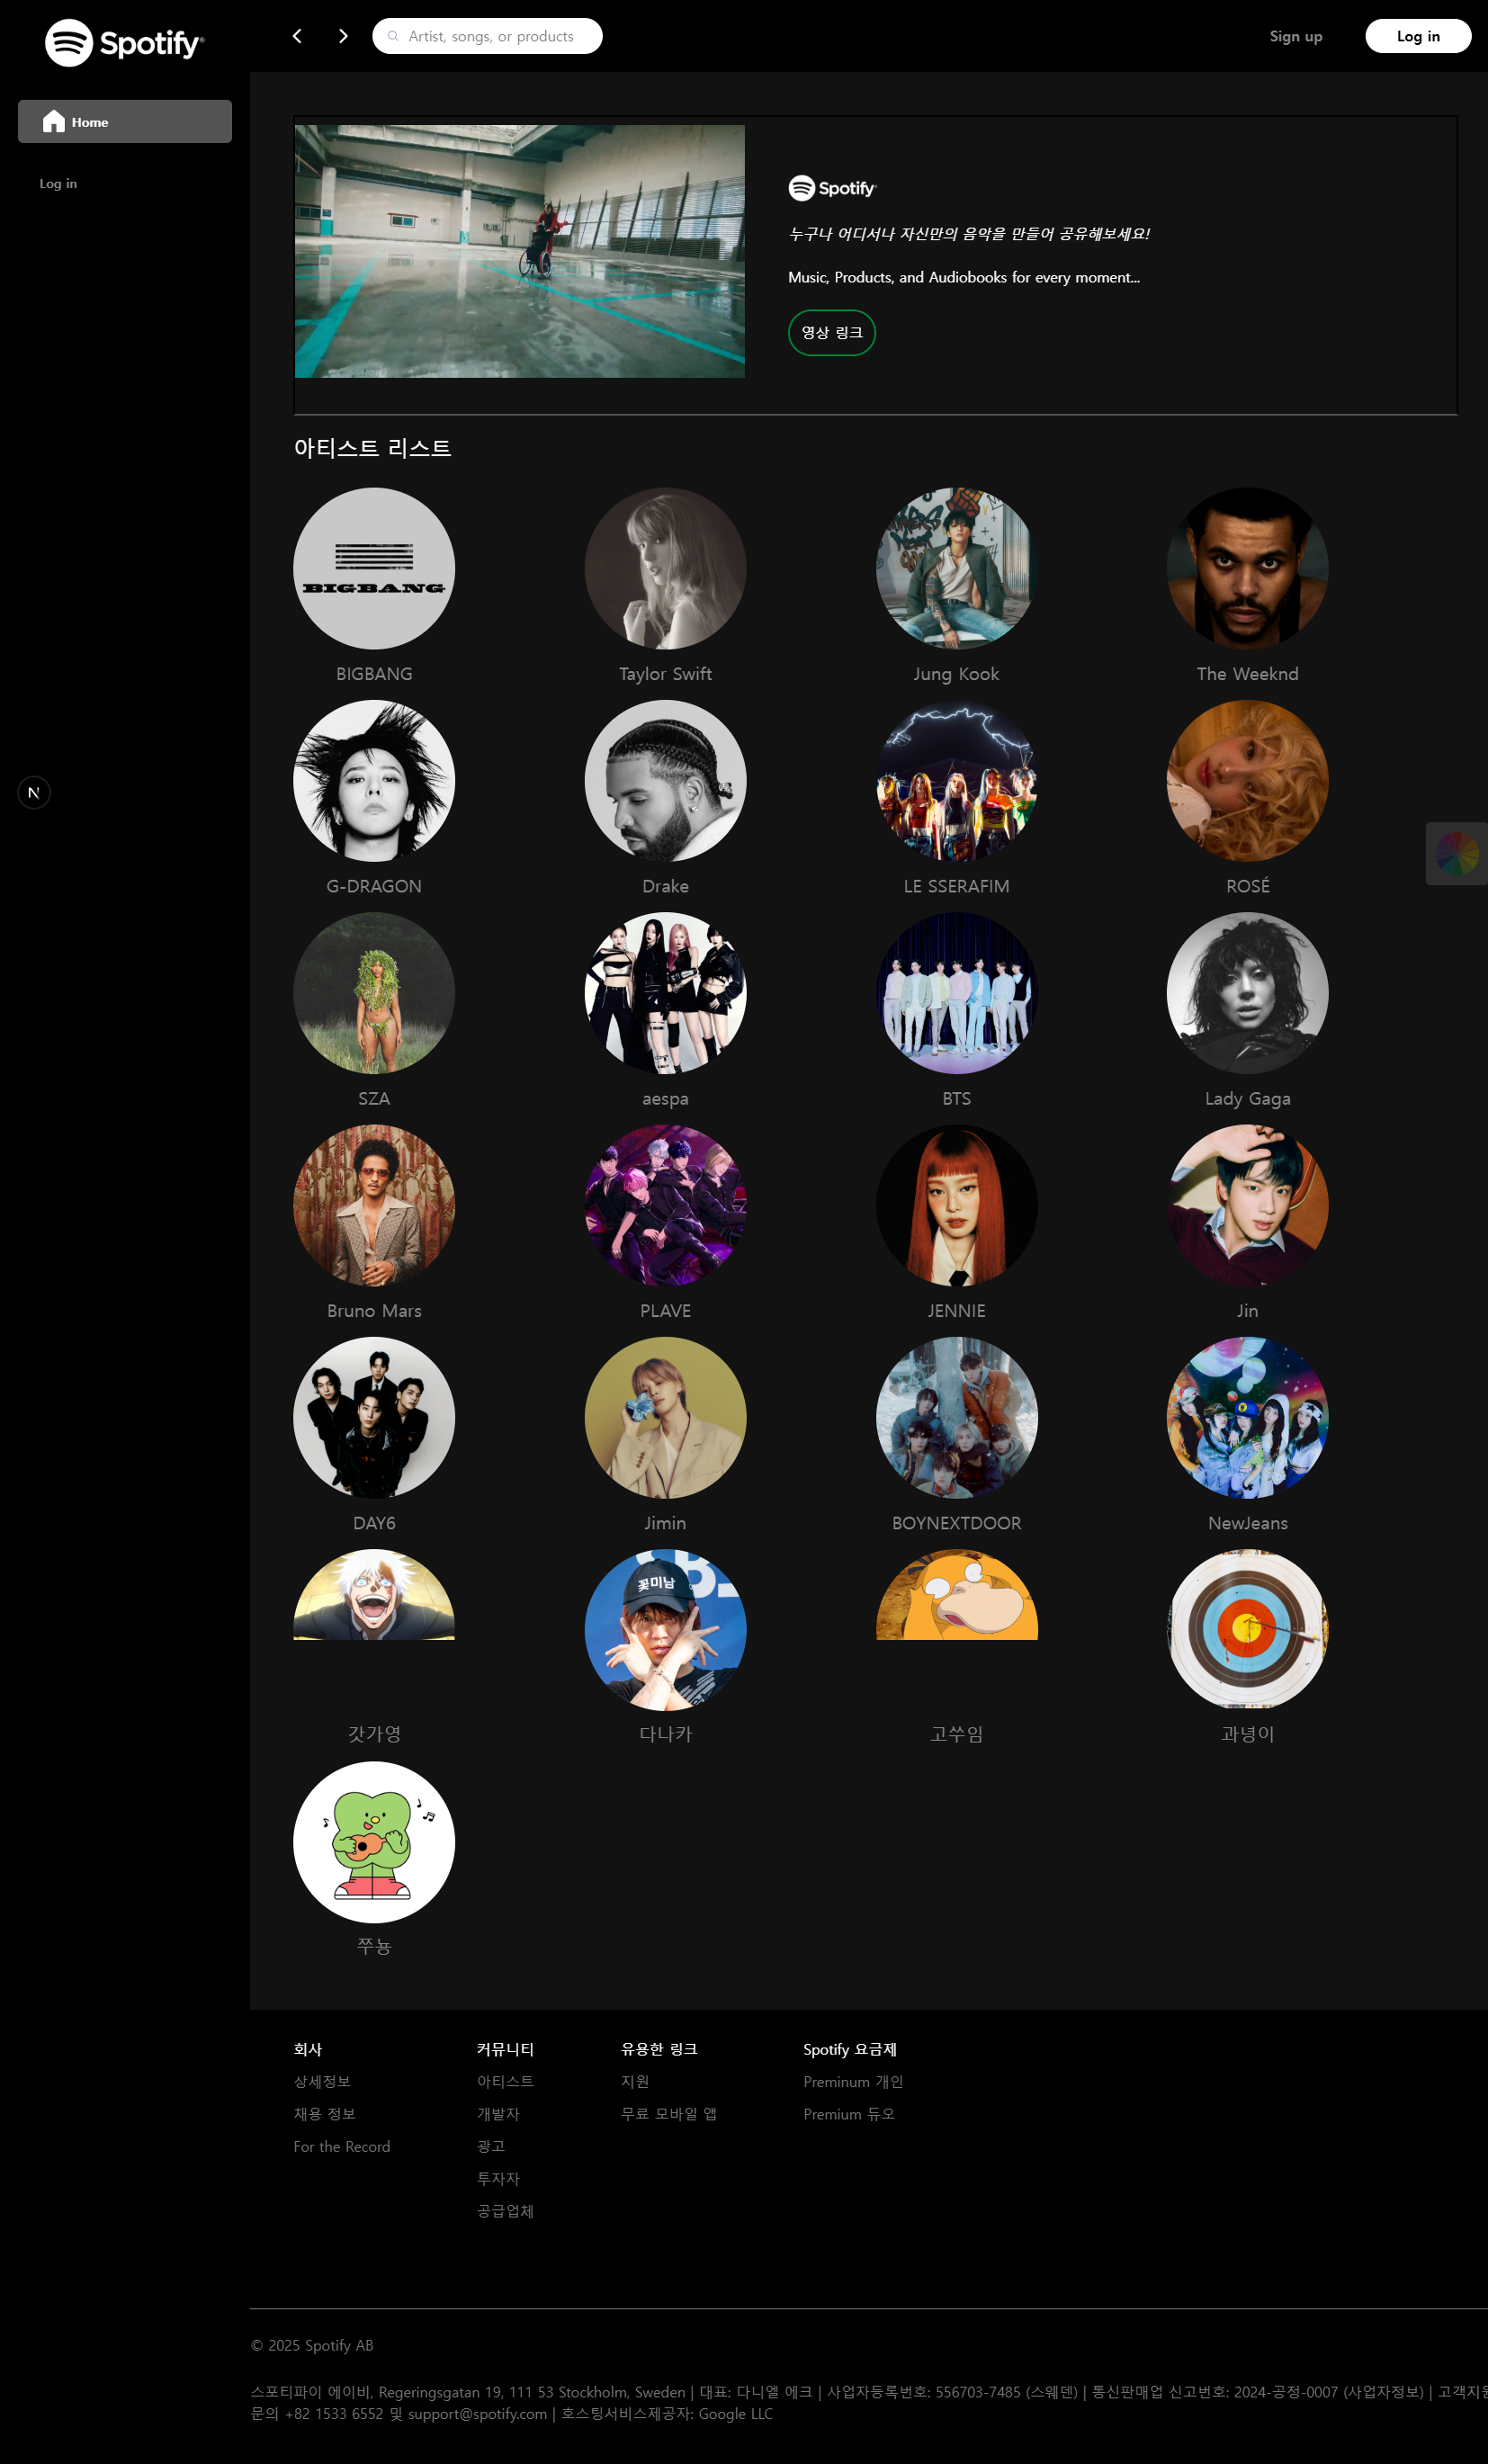 Spotify®
Artist, songs, or products
Sign up
Log in
Home
Log in
N
Spotify
누구나 어디서나 자신만의 음악을 만들어 공유해보세요!
Music, Products, and Audiobooks for every moment...
영상 링크
아티스트 리스트
BIGBANG
BIGBANG
Taylor Swift
Jung Kook
The Weeknd
G-DRAGON
Drake
LE SSERAFIM
ROSÉ
SZA
aespa
BTS
Lady Gaga
Bruno Mars
PLAVE
JENNIE
Jin
DAY6
Jimin
BOYNEXTDOOR
NewJeans
꽃미남
갓가영
다나카
고쑤임
과녕이
쭈뇽
회사
상세정보
채용 정보
For the Record
커뮤니티
아티스트
개발자
광고
투자자
공급업체
유용한 링크
지원
무료 모바일 앱
Spotify 요금제
Preminum 개인
Premium 듀오
© 2025 Spotify AB
스포티파이 에이비, Regeringsgatan 19, 111 53 Stockholm, Sweden | 대표: 다니엘 에크 | 사업자등록번호: 556703-7485 (스웨덴) | 통신판매업 신고번호: 2024-공정-0007 (사업자정보) | 고객지원
문의 +82 1533 6552 및 support@spotify.com | 호스팅서비스제공자: Google LLC